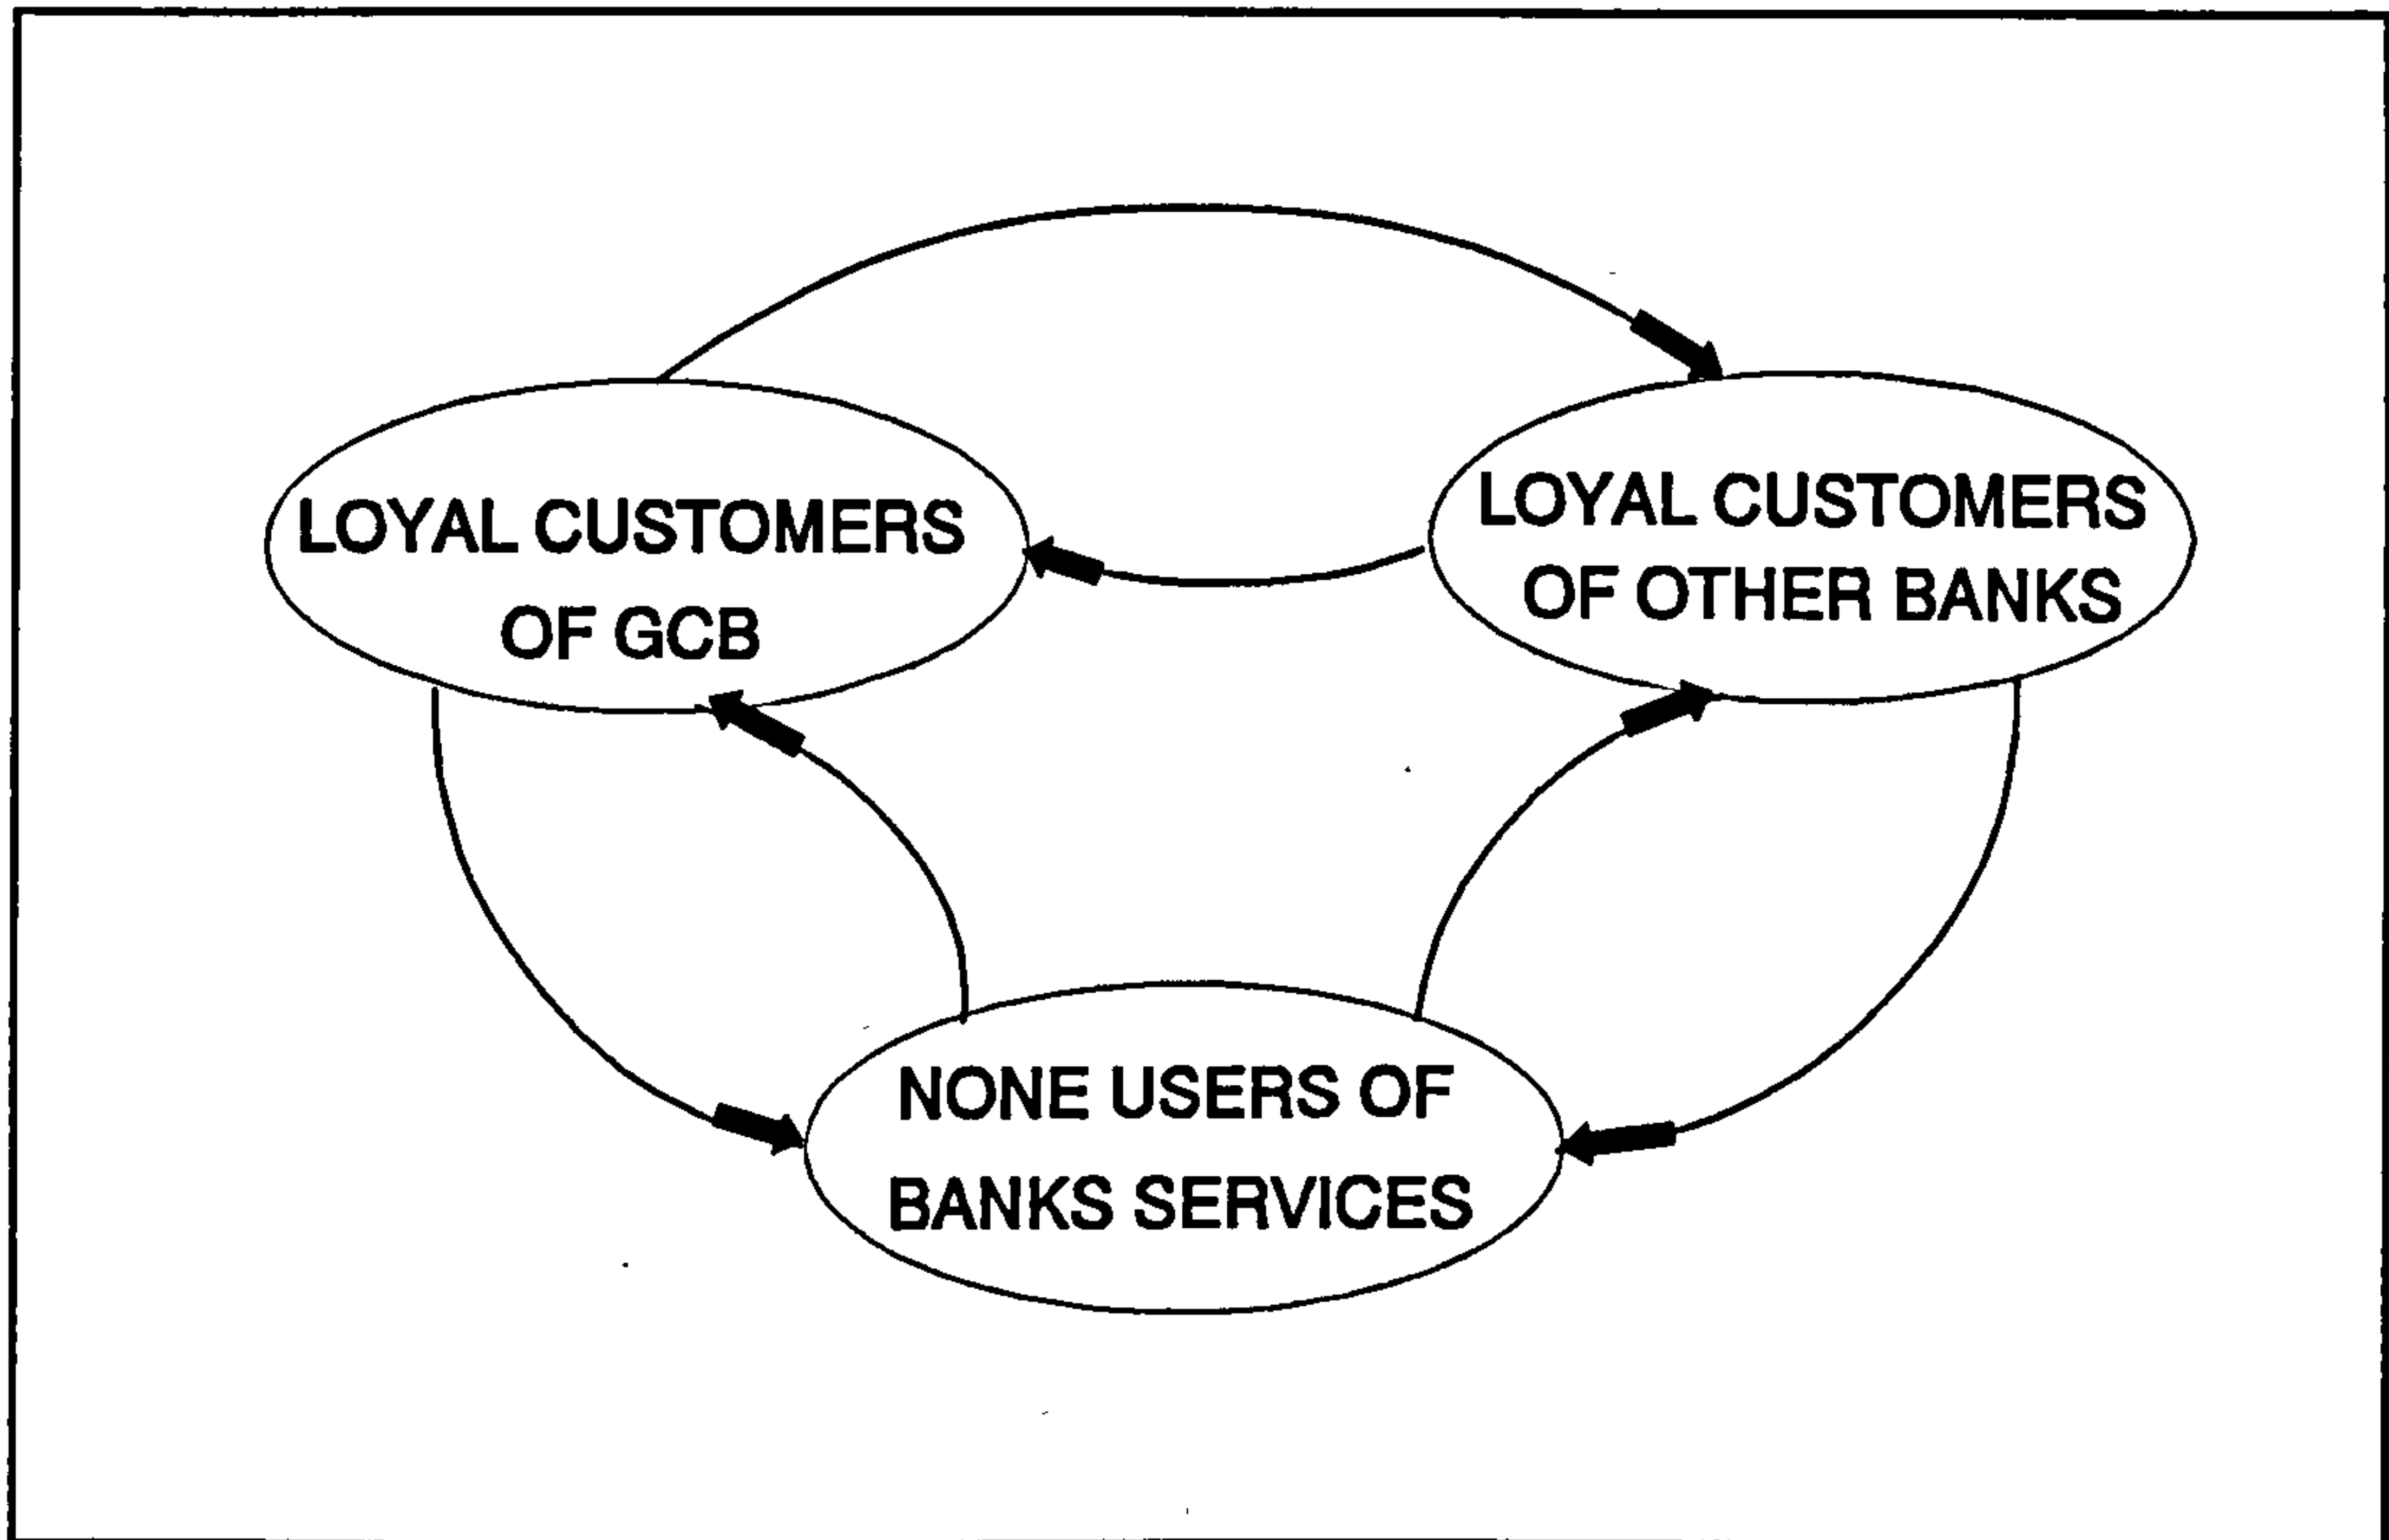 LOYAL CUSTOMERS
OF GCB
LOYAL CUSTOMERS
OF OTHER BANKS
NONE USERS OF
BANKS SERVICES